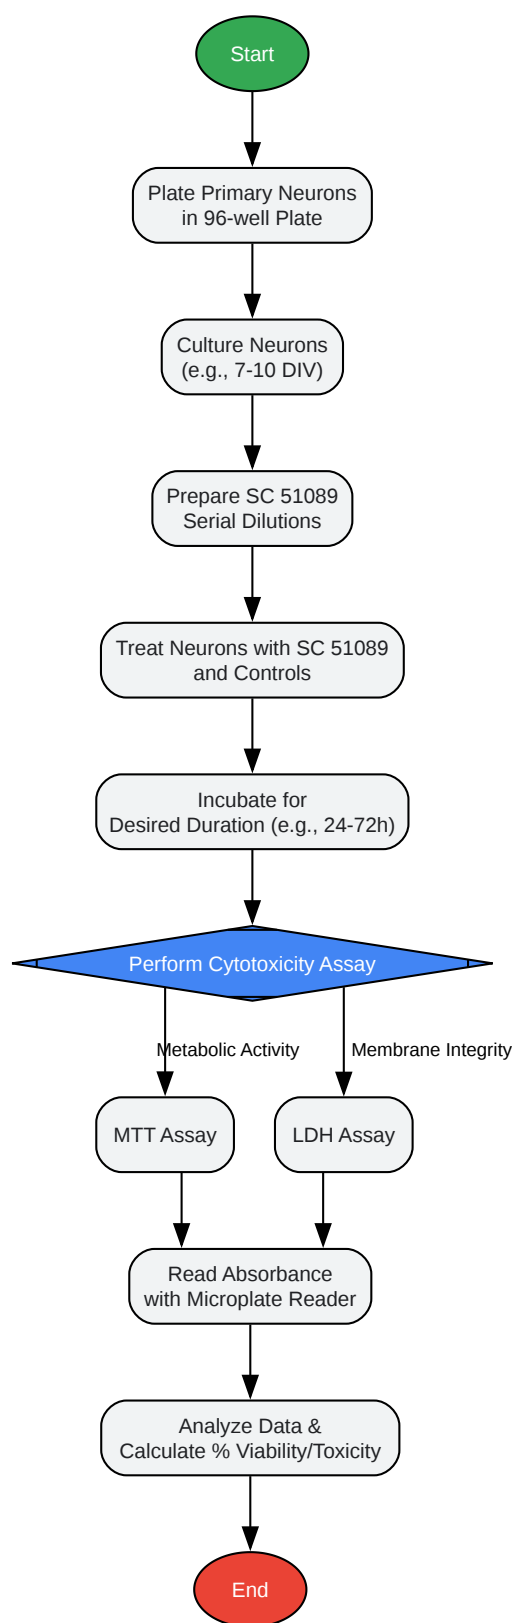 Start
Plate Primary Neurons
in 96-well Plate
Culture Neurons
(e.g., 7-10 DIV)
Prepare SC 51089
Serial Dilutions
Treat Neurons with SC 51089
and Controls
Incubate for
Desired Duration (e.g., 24-72h)
Perform Cytotoxicity Assay
Metabolic Activity
Membrane Integrity
MTT Assay
LDH Assay
Read Absorbance
with Microplate Reader
Analyze Data &
Calculate % Viability/Toxicity
End